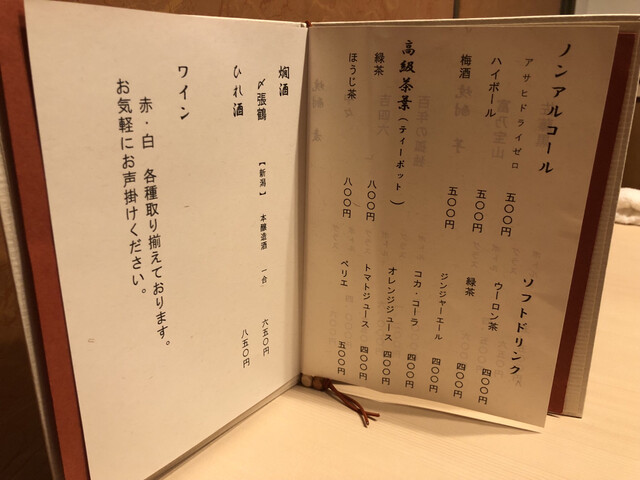 ノンアルコール
アサヒドライゼロ 五〇〇円
ハイボール 五〇〇円
梅酒 五〇〇円
高級茶葉(ティーポット)
緑茶 八〇〇円
ほうじ茶 八〇〇円
ソフトドリンク
ウーロン茶 四〇〇円
緑茶 四〇〇円
ジンジャーエール 四〇〇円
コカ・コーラ 四〇〇円
オレンジジュース 四〇〇円
トマトジュース 四〇〇円
ペリエ 五〇〇円
燗酒
〆張鶴 【新潟】 本醸造酒 一合 六五〇円
ひれ酒 八五〇円
ワイン
赤・白 各種取り揃えております。
お気軽にお声掛けください。